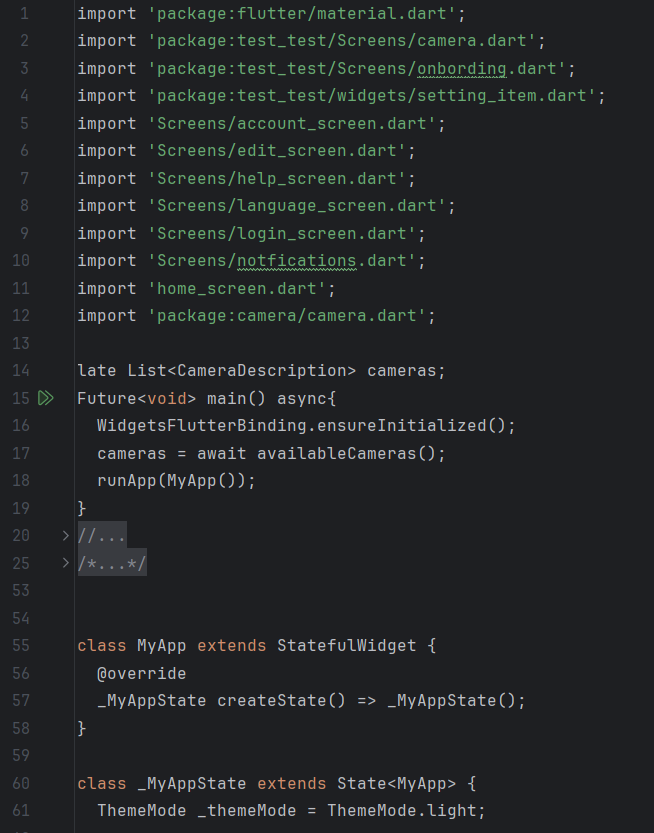 1 import 'package:flutter/material.dart';
2 import 'package:test_test/Screens/camera.dart';
3 import 'package:test_test/Screens/onbording.dart';
4 import 'package:test_test/widgets/setting_item.dart';
5 import 'Screens/account_screen.dart';
6 import 'Screens/edit_screen.dart';
7 import 'Screens/help_screen.dart';
8 import 'Screens/language_screen.dart';
9 import 'Screens/login_screen.dart';
10 import 'Screens/notfications.dart';
11 import 'home_screen.dart';
12 import 'package:camera/camera.dart';
13
14 late List<CameraDescription> cameras;
15 Future<void> main() async{
16   WidgetsFlutterBinding.ensureInitialized();
17   cameras = await availableCameras();
18   runApp(MyApp());
19 }
20 //...
25 /*...*/
53
54
55 class MyApp extends StatefulWidget {
56   @override
57   _MyAppState createState() => _MyAppState();
58 }
59
60 class _MyAppState extends State<MyApp> {
61   ThemeMode _themeMode = ThemeMode.light;